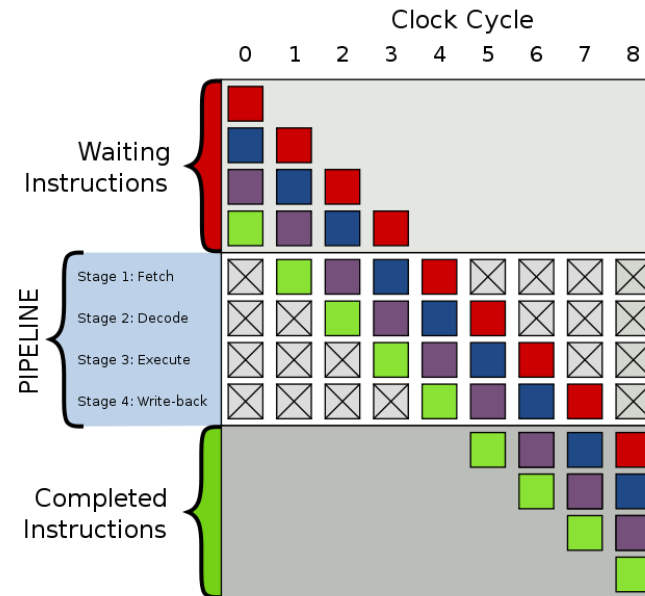 Clock Cycle
0 1 2 3 4 5 6 7 8
Waiting
Instructions
PIPELINE
Stage 1: Fetch
Stage 2: Decode
Stage 3: Execute
Stage 4: Write-back
Completed
Instructions